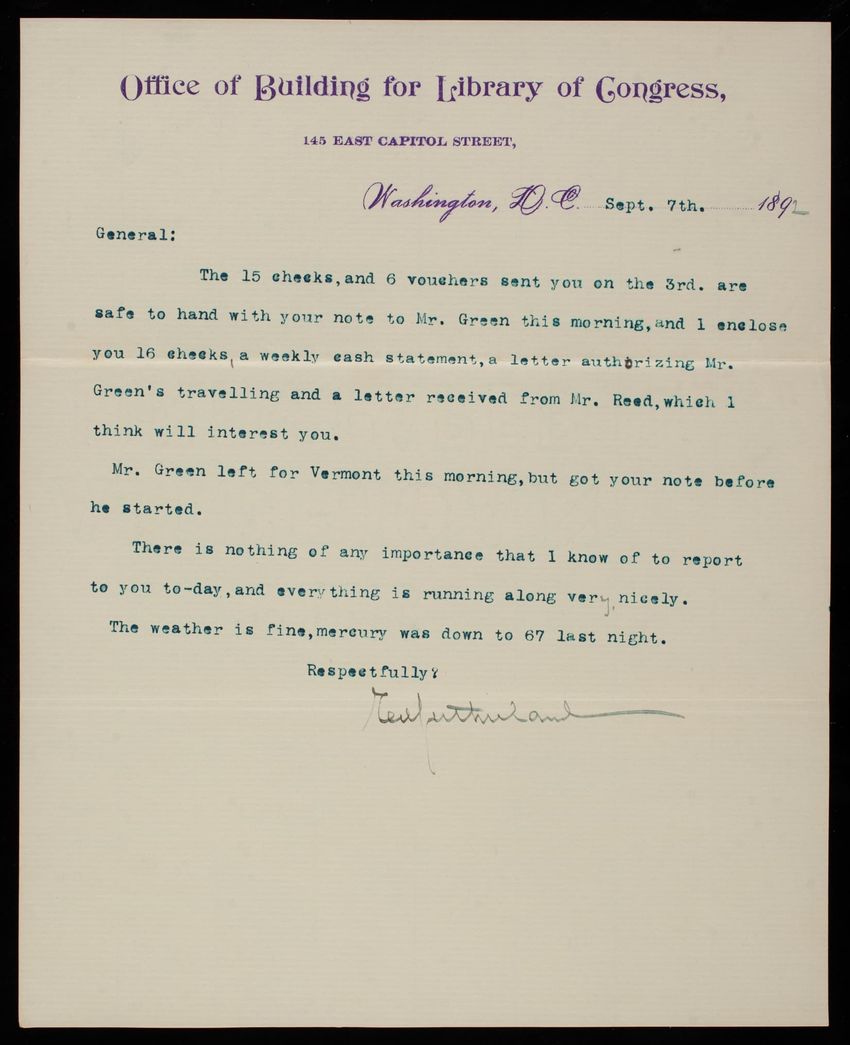 Office of Building for Library of Congress,
145 EAST CAPITOL STREET,
Washington, D. C. Sept. 7th. 1892
General:
The 15 checks,and 6 vouchers sent you on the 3rd. are
safe to hand with your note to Mr. Green this morning,and 1 enclose
you 16 checks, a weekly cash statement,a letter authorizing Mr.
Green's travelling and a letter received from Mr. Reed,which 1
think will interest you.
Mr. Green left for Vermont this morning,but got your note before
he started.
There is nothing of any importance that 1 know of to report
to you to-day,and everything is running along very, nicely.
The weather is fine,mercury was down to 67 last night.
Respectfully?